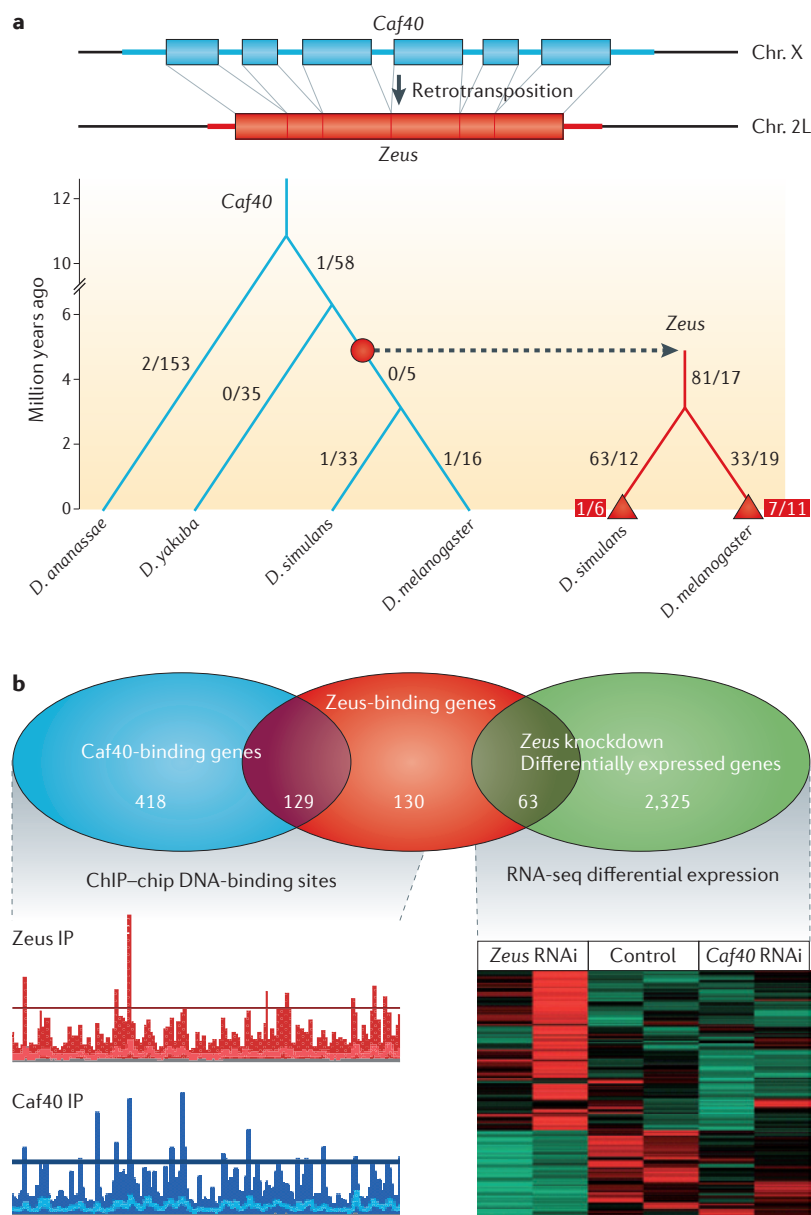 a
Caf40
Chr. X
Retrotransposition
Chr. 2L
Zeus
Million years ago
12
10
6
4
2
0
Caf40
1/58
2/153
0/35
0/5
1/33
1/16
Zeus
81/17
63/12
33/19
1/6
7/11
D. ananassae
D. yakuba
D. simulans
D. melanogaster
D. simulans
D. melanogaster
b
Zeus-binding genes
Caf40-binding genes
Zeus knockdown
Differentially expressed genes
418
129
130
63
2,325
ChIP–chip DNA-binding sites
RNA-seq differential expression
Zeus IP
Caf40 IP
Zeus RNAi
Control
Caf40 RNAi